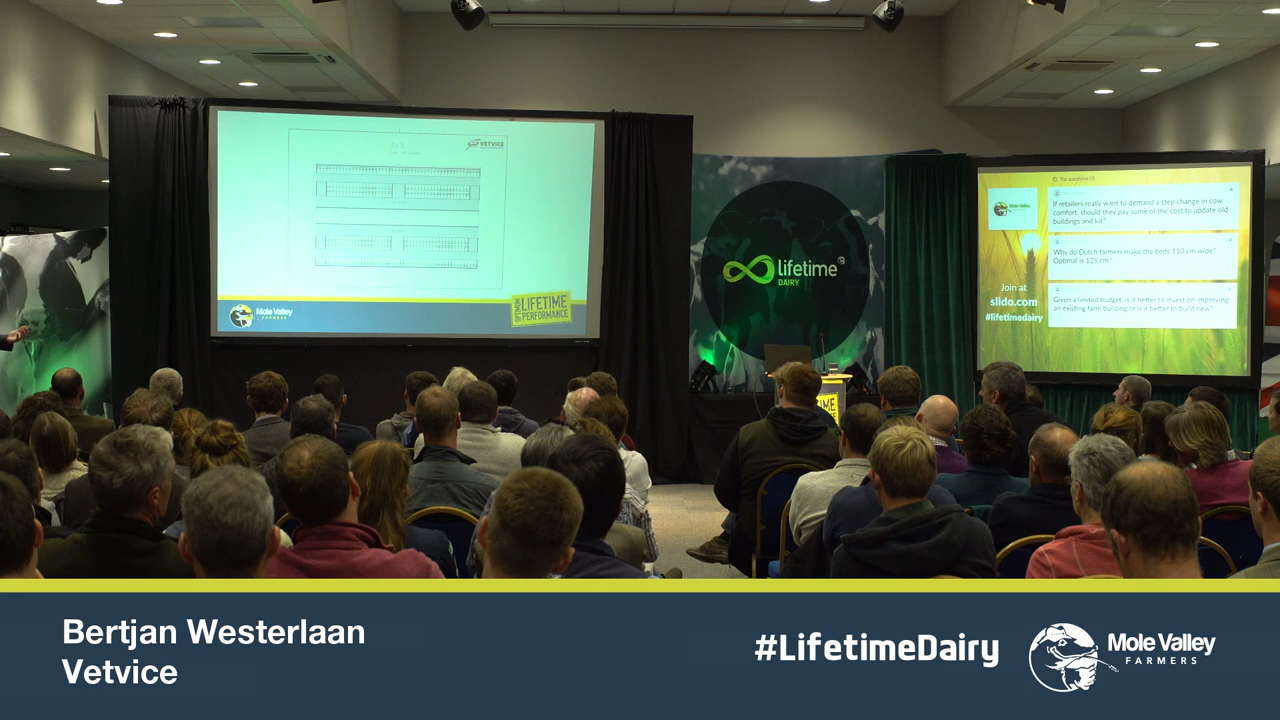 VETVICE
Mole Valley
FARMERS
LIFETIME
PERFORMANCE
lifetime
DAIRY
Top questions (3)
If retailers really want to demand a step change in cow
comfort, should they pay some of the cost to update old
buildings and kit?
Why do Dutch farmers make the beds 110 cm wide?
Optimal is 125 cm?
Given a limited budget, is it better to invest on improving
an existing farm building or is it better to build new?
Join at
slido.com
#lifetimedairy
Bertjan Westerlaan
Vetvice
#LifetimeDairy
Mole Valley
FARMERS